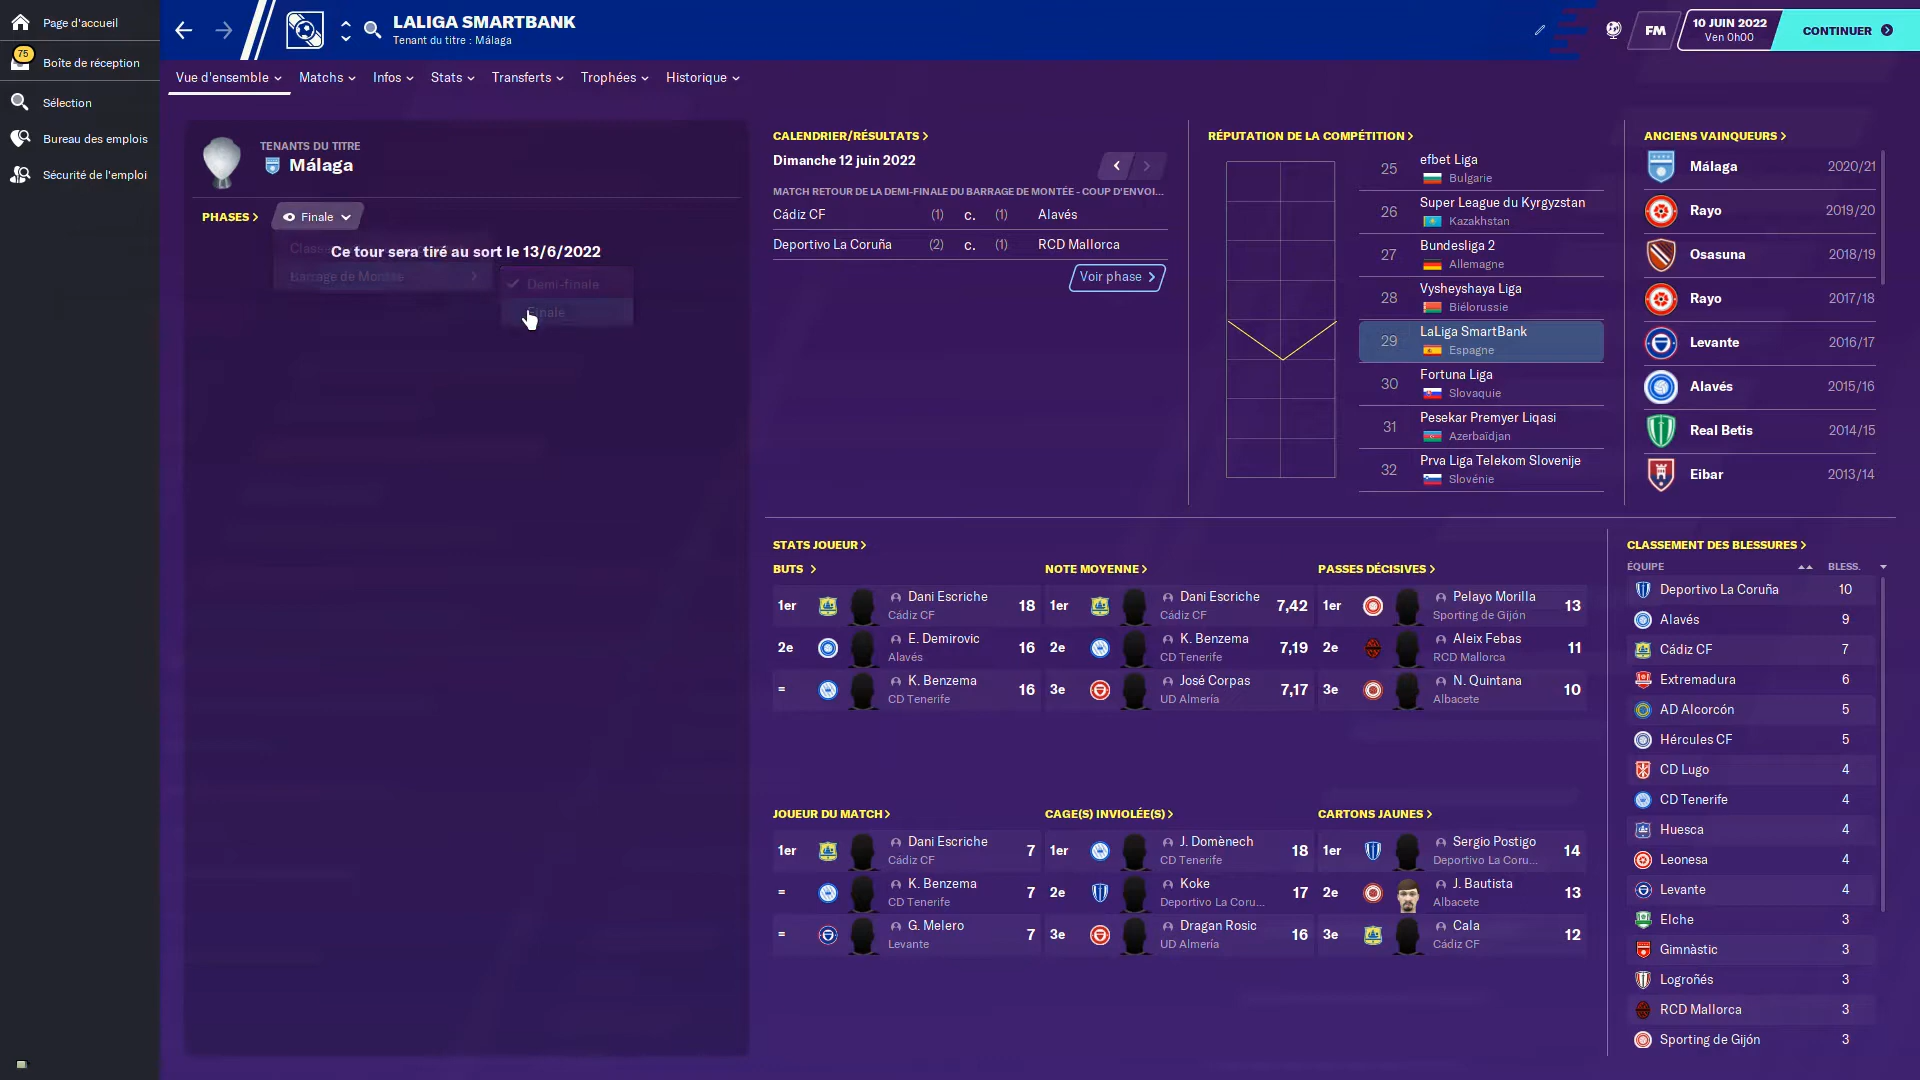 Page d'accueil
75
Boîte de réception
Sélection
Bureau des emplois
Sécurité de l'emploi
LALIGA SMARTBANK
Tenant du titre : Málaga
FM
10 JUIN 2022
Ven 0h00
CONTINUER
Vue d'ensemble
Matchs
Infos
Stats
Transferts
Trophées
Historique
TENANTS DU TITRE
Málaga
PHASES
Finale
Ce tour sera tiré au sort le 13/6/2022
Barrage de Montée
Demi-finale
Finale
CALENDRIER/RÉSULTATS
Dimanche 12 juin 2022
MATCH RETOUR DE LA DEMI-FINALE DU BARRAGE DE MONTÉE - COUP D'ENVOI...
Cádiz CF (1) c. (1) Alavés
Deportivo La Coruña (2) c. (1) RCD Mallorca
Voir phase
RÉPUTATION DE LA COMPÉTITION
25 efbet Liga
Bulgarie
26 Super League du Kyrgyzstan
Kazakhstan
27 Bundesliga 2
Allemagne
28 Vysheyshaya Liga
Biélorussie
29 LaLiga SmartBank
Espagne
30 Fortuna Liga
Slovaquie
31 Pesekar Premyer Liqasi
Azerbaïdjan
32 Prva Liga Telekom Slovenije
Slovénie
ANCIENS VAINQUEURS
Málaga 2020/21
Rayo 2019/20
Osasuna 2018/19
Rayo 2017/18
Levante 2016/17
Alavés 2015/16
Real Betis 2014/15
Eibar 2013/14
STATS JOUEUR
BUTS
1er Dani Escriche 18
Cádiz CF
2e E. Demirovic 16
Alavés
= K. Benzema 16
CD Tenerife
NOTE MOYENNE
1er Dani Escriche 7,42
Cádiz CF
2e K. Benzema 7,19
CD Tenerife
3e José Corpas 7,17
UD Almería
PASSES DÉCISIVES
1er Pelayo Morilla 13
Sporting de Gijón
2e Aleix Febas 11
RCD Mallorca
3e N. Quintana 10
Albacete
JOUEUR DU MATCH
1er Dani Escriche 7
Cádiz CF
= K. Benzema 7
CD Tenerife
= G. Melero 7
Levante
CAGE(S) INVIOLÉE(S)
1er J. Domènech 18
CD Tenerife
2e Koke 17
Deportivo La Coru...
3e Dragan Rosic 16
UD Almería
CARTONS JAUNES
1er Sergio Postigo 14
Deportivo La Coru...
2e J. Bautista 13
Albacete
3e Cala 12
Cádiz CF
CLASSEMENT DES BLESSURES
ÉQUIPE BLESS.
Deportivo La Coruña 10
Alavés 9
Cádiz CF 7
Extremadura 6
AD Alcorcón 5
Hércules CF 5
CD Lugo 4
CD Tenerife 4
Huesca 4
Leonesa 4
Levante 4
Elche 3
Gimnàstic 3
Logroñés 3
RCD Mallorca 3
Sporting de Gijón 3